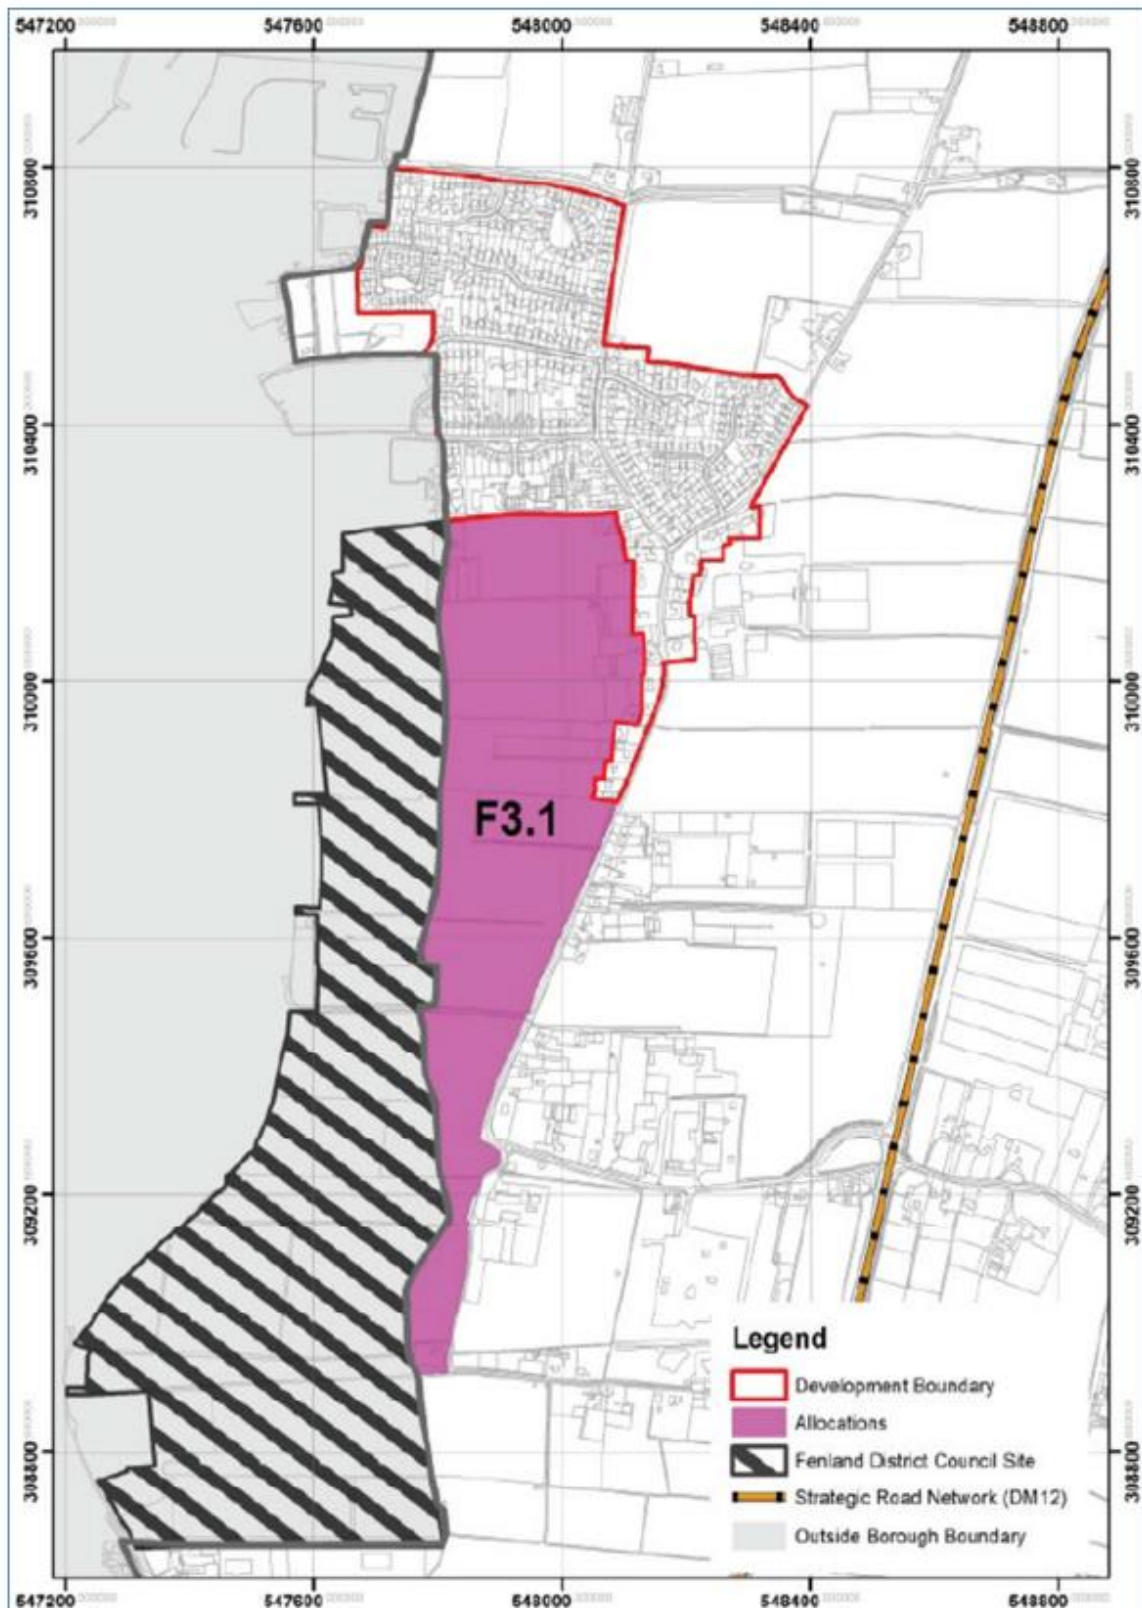 547200 547600 548000 548400 548800
310800 310800
310400 310400
310000 310000
F3.1
309600 309600
309200 309200
Legend
Development Boundary
Allocations
308800 308800
Fenland District Council Site
Strategic Road Network (DM12)
Outside Borough Boundary
547200 547600 548000 548400 548800